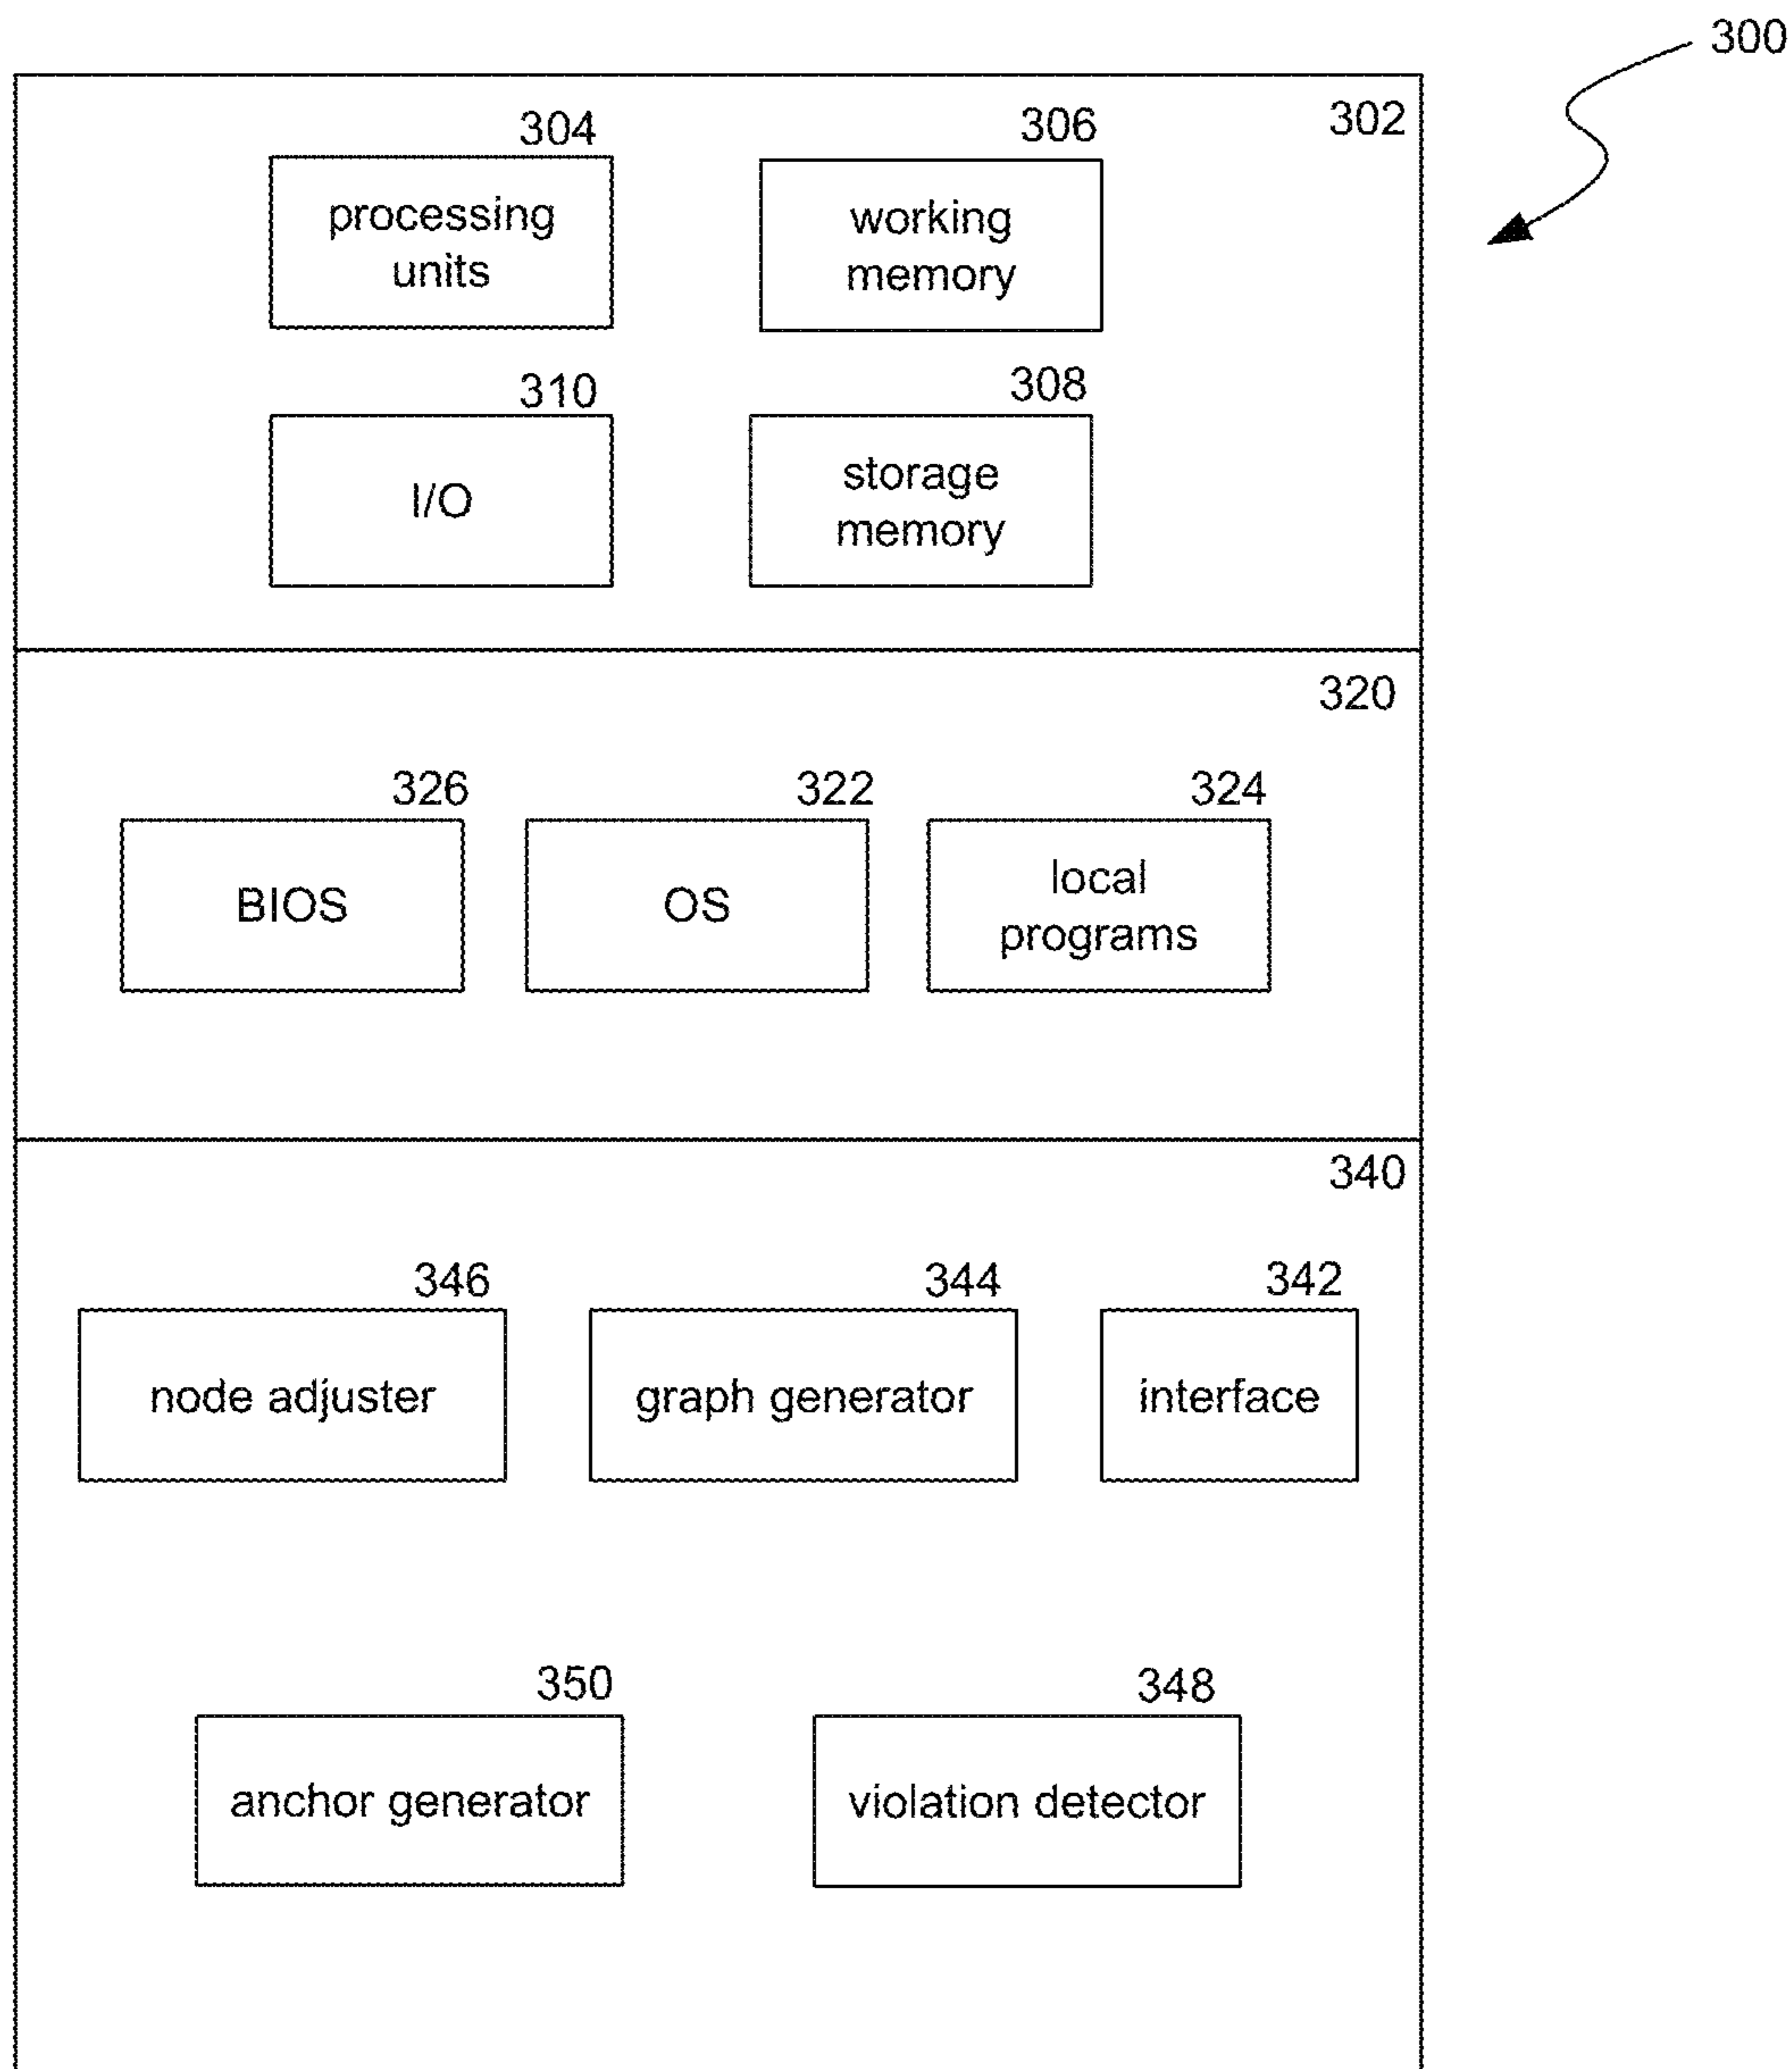 300
302
304
306
processing
units
working
memory
310
308
I/O
storage
memory
320
326
322
324
BIOS
OS
local
programs
340
346
344
342
node adjuster
graph generator
interface
350
348
anchor generator
violation detector